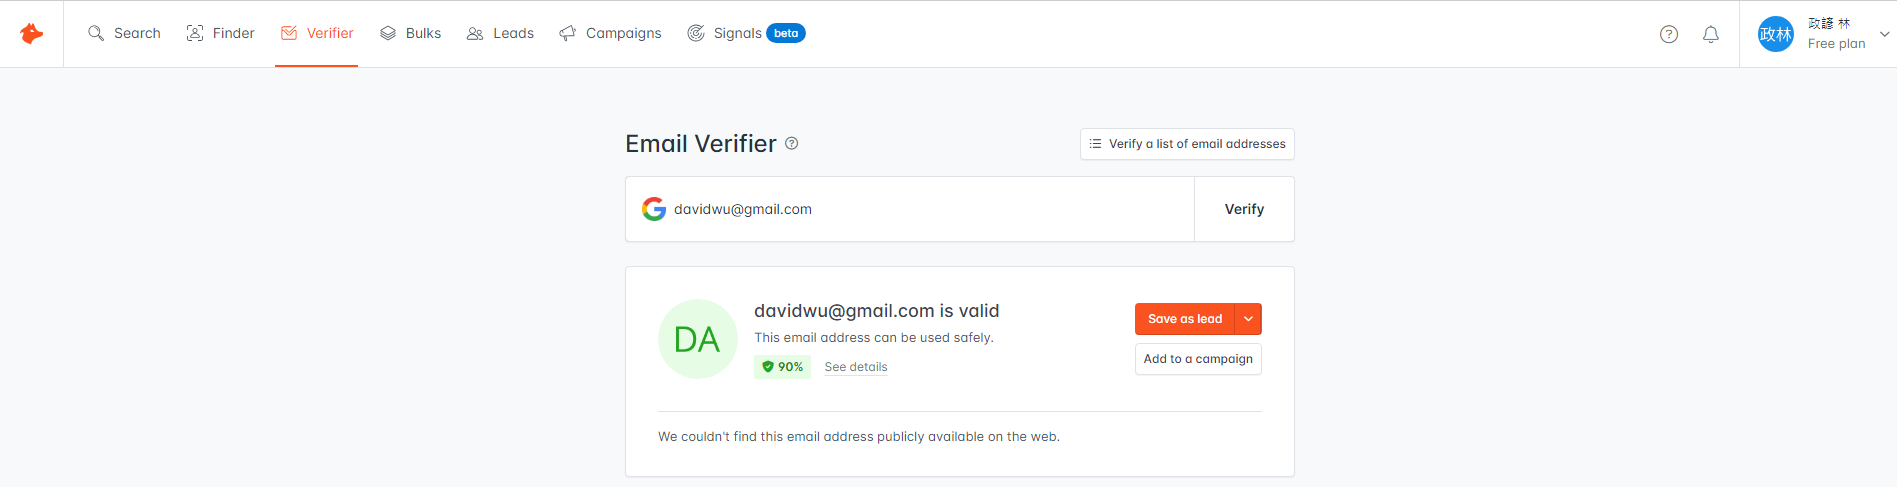 Search Finder Verifier Bulks Leads Campaigns Signals beta
政諺 林
政林
Free plan
Email Verifier
Verify a list of email addresses
davidwu@gmail.com
Verify
DA
davidwu@gmail.com is valid
This email address can be used safely.
90% See details
Save as lead
Add to a campaign
We couldn't find this email address publicly available on the web.